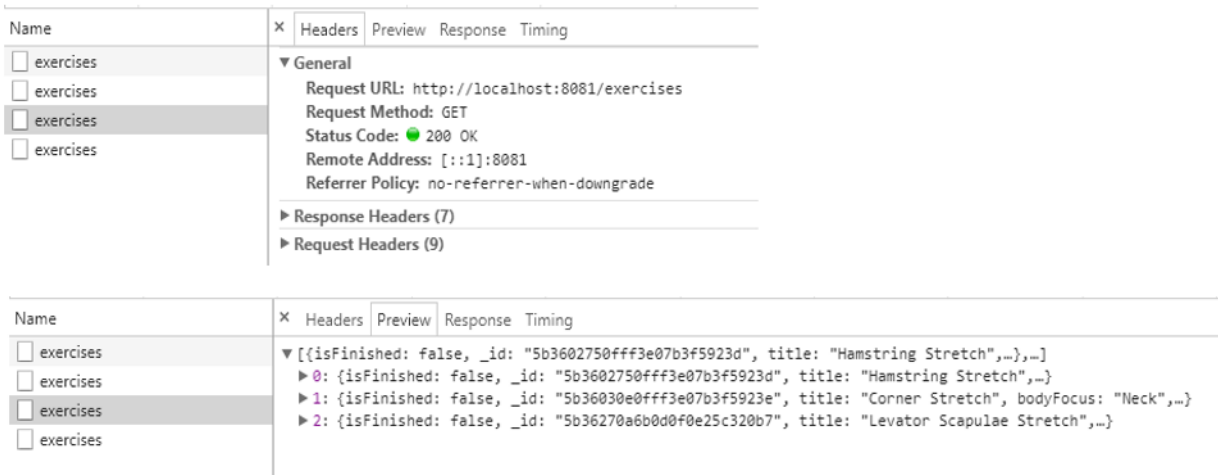 Name
× Headers Preview Response Timing
exercises
exercises
exercises
exercises
▼ General
Request URL: http://localhost:8081/exercises
Request Method: GET
Status Code: 200 OK
Remote Address: [::1]:8081
Referrer Policy: no-referrer-when-downgrade
▶ Response Headers (7)
▶ Request Headers (9)
Name
× Headers Preview Response Timing
exercises
exercises
exercises
exercises
▼ [{isFinished: false, _id: "5b3602750fff3e07b3f5923d", title: "Hamstring Stretch",…},…]
▶ 0: {isFinished: false, _id: "5b3602750fff3e07b3f5923d", title: "Hamstring Stretch",…}
▶ 1: {isFinished: false, _id: "5b36030e0fff3e07b3f5923e", title: "Corner Stretch", bodyFocus: "Neck",…}
▶ 2: {isFinished: false, _id: "5b36270a6b0d0f0e25c320b7", title: "Levator Scapulae Stretch",…}